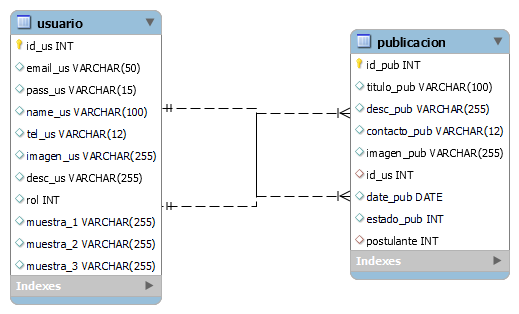 usuario
id_us INT
email_us VARCHAR(50)
pass_us VARCHAR(15)
name_us VARCHAR(100)
tel_us VARCHAR(12)
imagen_us VARCHAR(255)
desc_us VARCHAR(255)
rol INT
muestra_1 VARCHAR(255)
muestra_2 VARCHAR(255)
muestra_3 VARCHAR(255)
Indexes
publicacion
id_pub INT
titulo_pub VARCHAR(100)
desc_pub VARCHAR(255)
contacto_pub VARCHAR(12)
imagen_pub VARCHAR(255)
id_us INT
date_pub DATE
estado_pub INT
postulante INT
Indexes